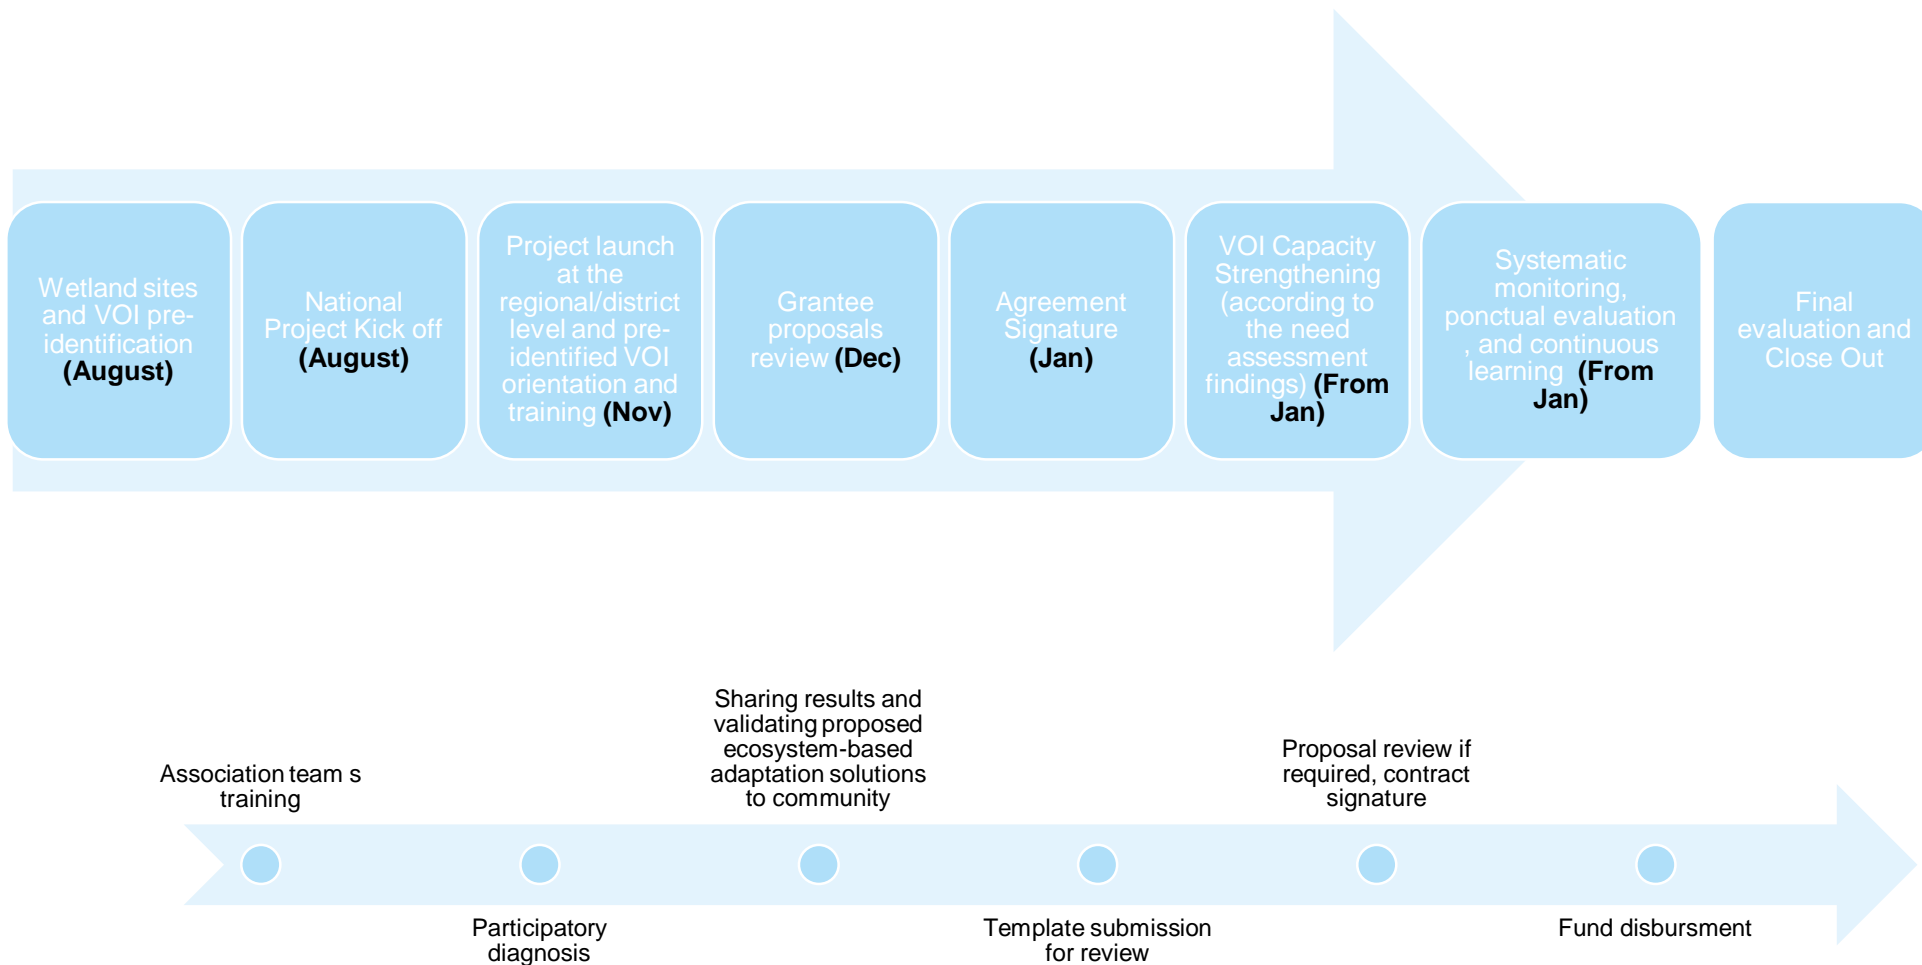 Wetland sites
and VOI pre-
identification
(August)
National
Project Kick off
(August)
Project launch
at the
regional/district
level and pre-
identified VOI
orientation and
training (Nov)
Grantee
proposals
review (Dec)
Agreement
Signature
(Jan)
VOI Capacity
Strengthening
(according to
the need
assessment
findings) (From
Jan)
Systematic
monitoring,
ponctual evaluation
, and continuous
learning (From
Jan)
Final
evaluation and
Close Out
Association team s
training
Participatory
diagnosis
Sharing results and
validating proposed
ecosystem-based
adaptation solutions
to community
Template submission
for review
Proposal review if
required, contract
signature
Fund disbursment